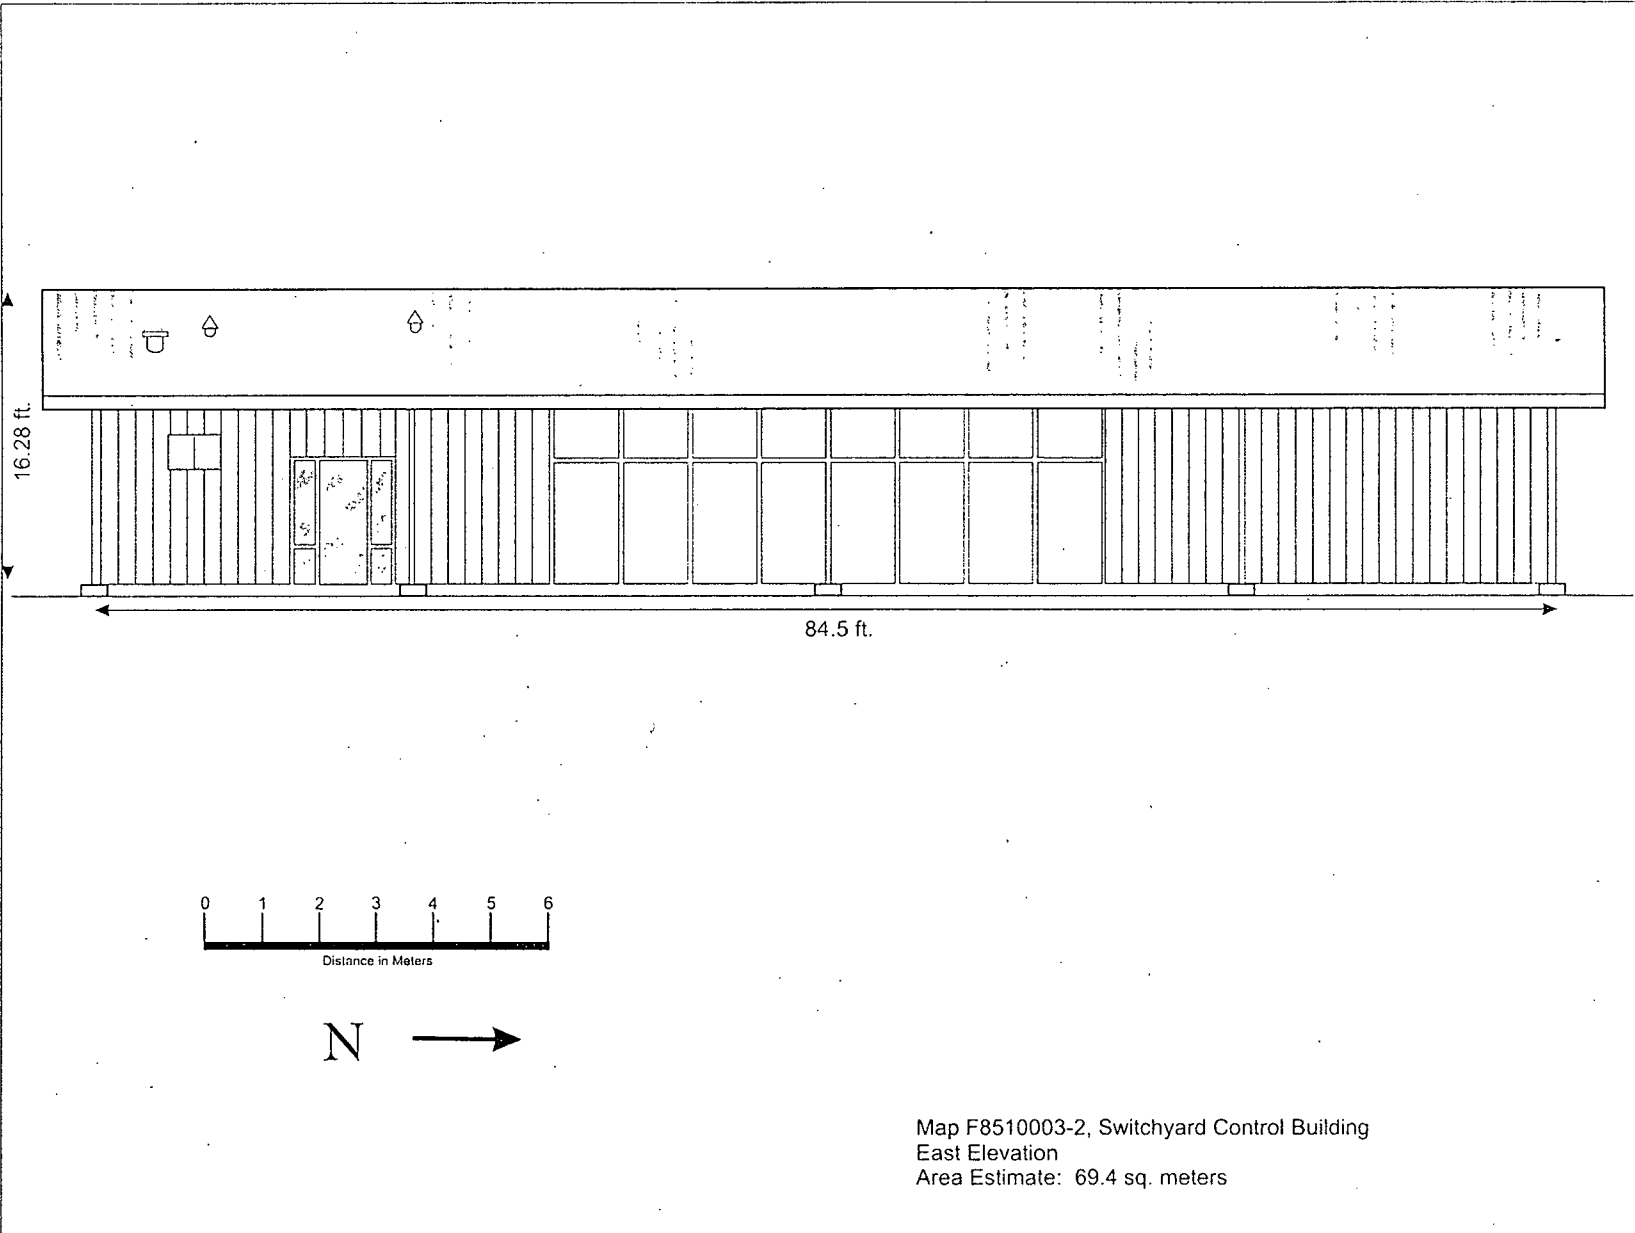 16.28 ft.
84.5 ft.
0 1 2 3 4 5 6
Distance in Meters
N
Map F8510003-2, Switchyard Control Building
East Elevation
Area Estimate: 69.4 sq. meters